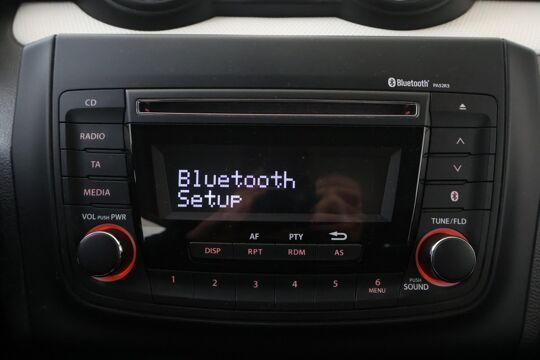 Bluetooth PA52R3
CD
RADIO
TA
MEDIA
VOL PUSH PWR
Bluetooth
Setup
TUNE/FLD
AF PTY
DISP RPT RDM AS
1 2 3 4 5 6
MENU
PUSH
SOUND